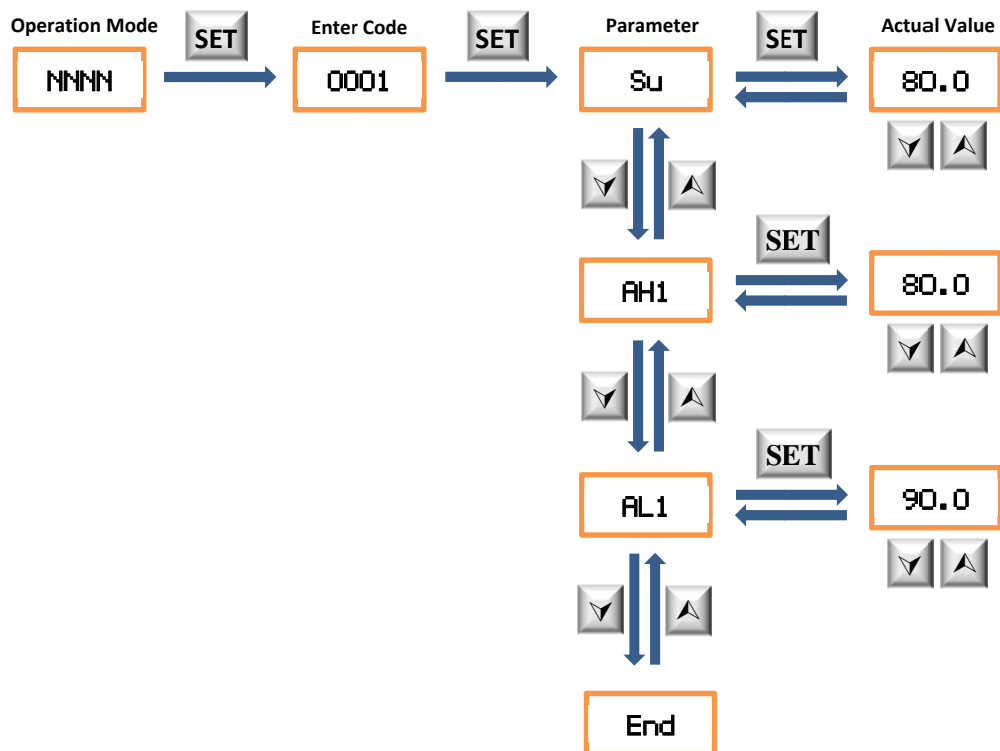 Operation Mode SET Enter Code SET Parameter SET Actual Value
NNNN 0001 Su 80.0
SET
AH1 80.0
SET
AL1 90.0
End